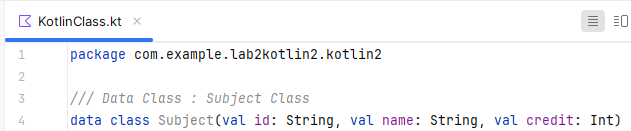 KotlinClass.kt
1 package com.example.lab2kotlin2.kotlin2
2
3 /// Data Class : Subject Class
4 data class Subject(val id: String, val name: String, val credit: Int)